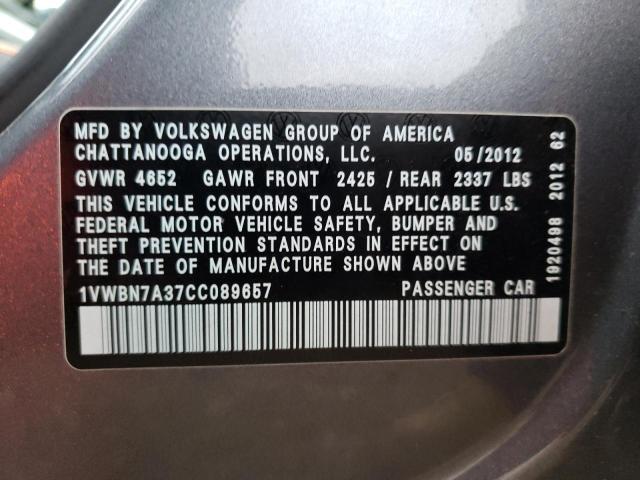 MFD BY VOLKSWAGEN GROUP OF AMERICA
CHATTANOOGA OPERATIONS, LLC. 05/2012
GVWR 4652 GAWR FRONT 2425 / REAR 2337 LBS
THIS VEHICLE CONFORMS TO ALL APPLICABLE U.S.
FEDERAL MOTOR VEHICLE SAFETY, BUMPER AND
THEFT PREVENTION STANDARDS IN EFFECT ON
THE DATE OF MANUFACTURE SHOWN ABOVE
1VWBN7A37CC089657 PASSENGER CAR
1920498 2012 62